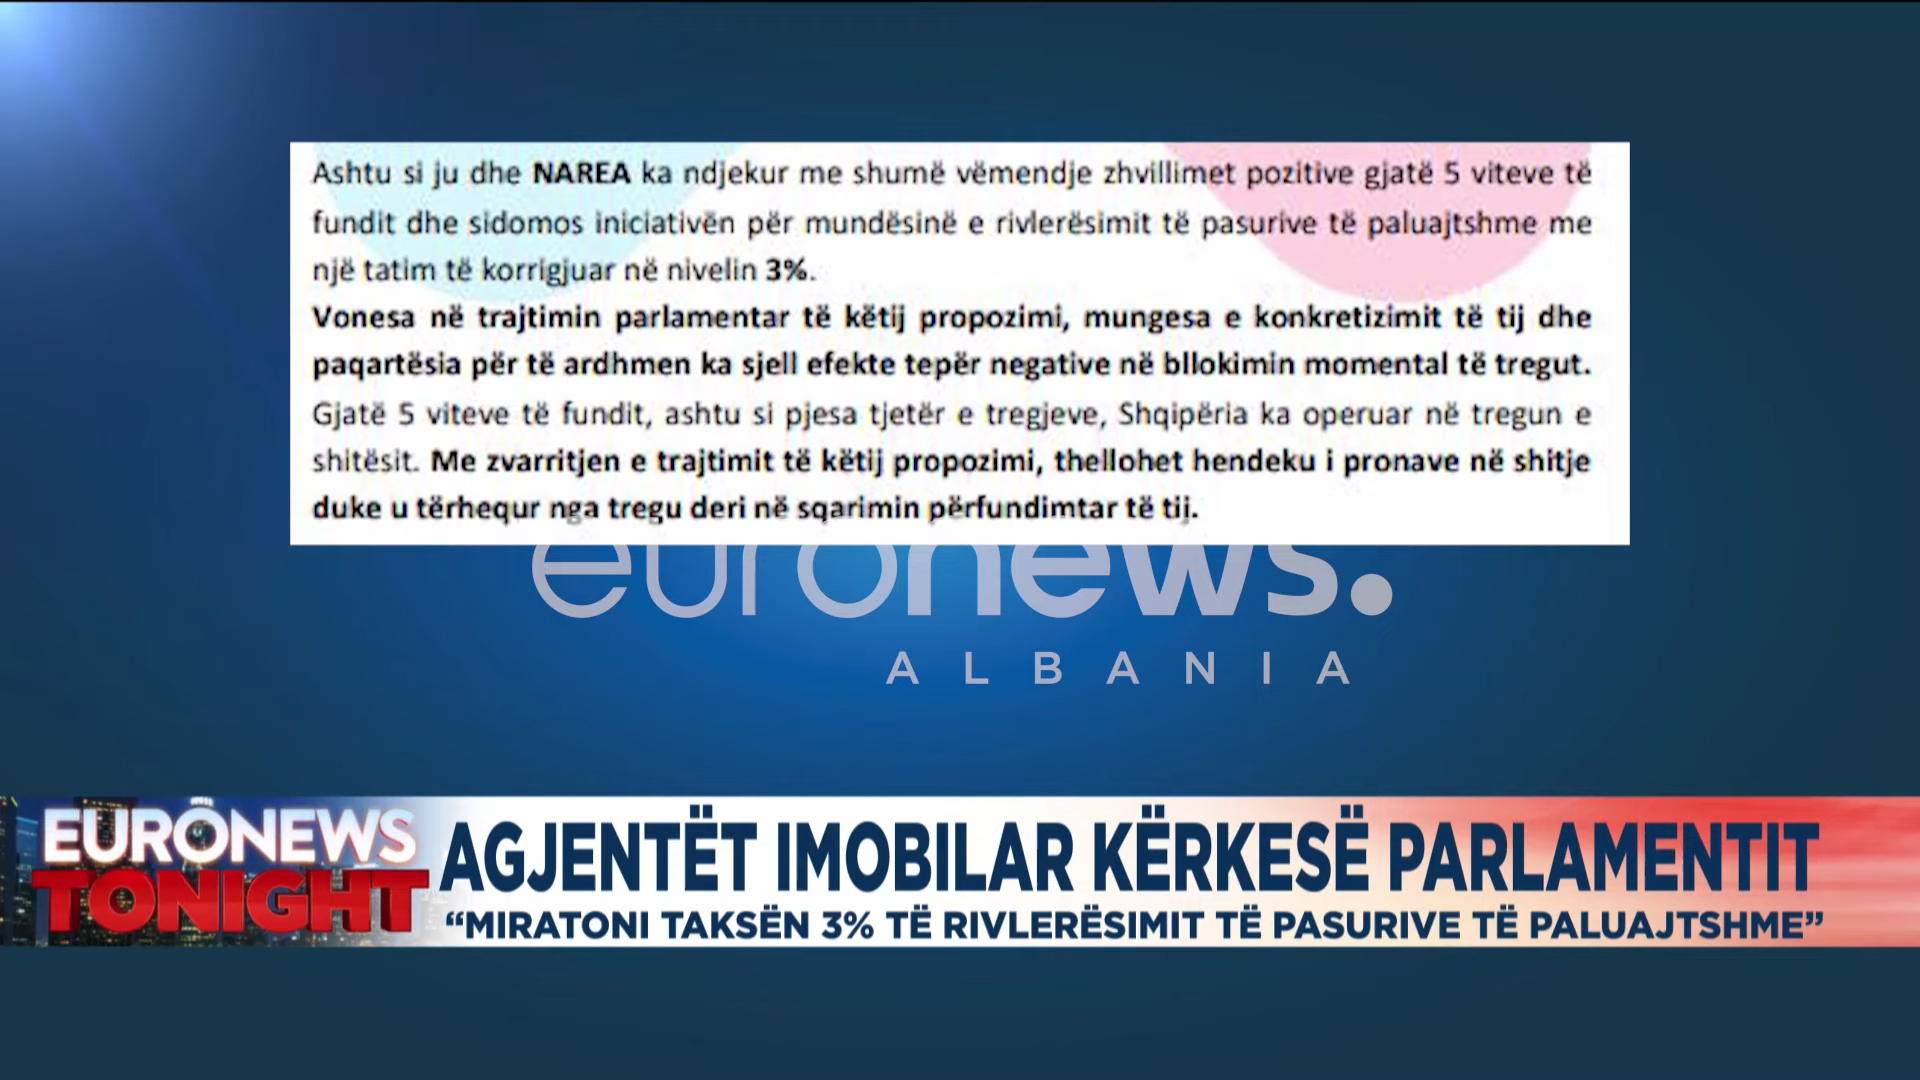 Ashtu si ju dhe NAREA ka ndjekur me shumë vëmendje zhvillimet pozitive gjatë 5 viteve të
fundit dhe sidomos iniciativën për mundësinë e rivlerësimit të pasurive të paluajtshme me
një tatim të korrigjuar në nivelin 3%.
Vonesa në trajtimin parlamentar të këtij propozimi, mungesa e konkretizimit të tij dhe
paqartësia për të ardhmen ka sjell efekte tepër negative në bllokimin momental të tregut.
Gjatë 5 viteve të fundit, ashtu si pjesa tjetër e tregjeve, Shqipëria ka operuar në tregun e
shitësit. Me zvarritjen e trajtimit të këtij propozimi, thellohet hendeku i pronave në shitje
duke u tërhequr nga tregu deri në sqarimin përfundimtar të tij.
euronews.
ALBANIA
EURONEWS
TONIGHT
AGJENTËT IMOBILAR KËRKESË PARLAMENTIT
“MIRATONI TAKSËN 3% TË RIVLERËSIMIT TË PASURIVE TË PALUAJTSHME”